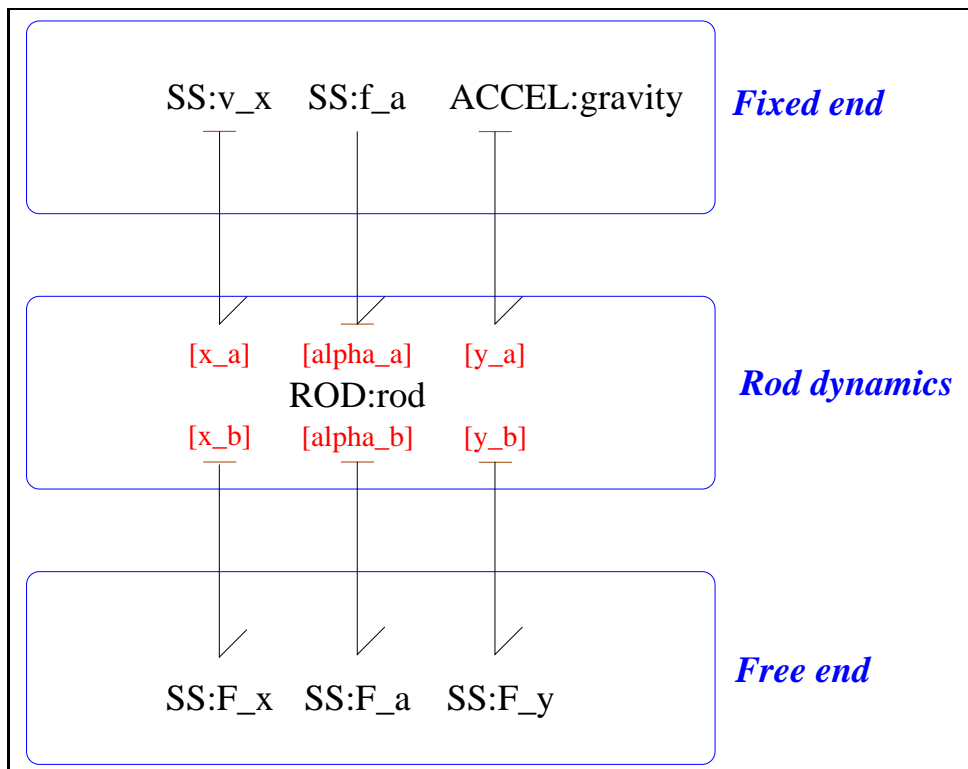 SS:v_x SS:f_a ACCEL:gravity
Fixed end
[x_a] [alpha_a] [y_a]
ROD:rod
Rod dynamics
[x_b] [alpha_b] [y_b]
SS:F_x SS:F_a SS:F_y
Free end